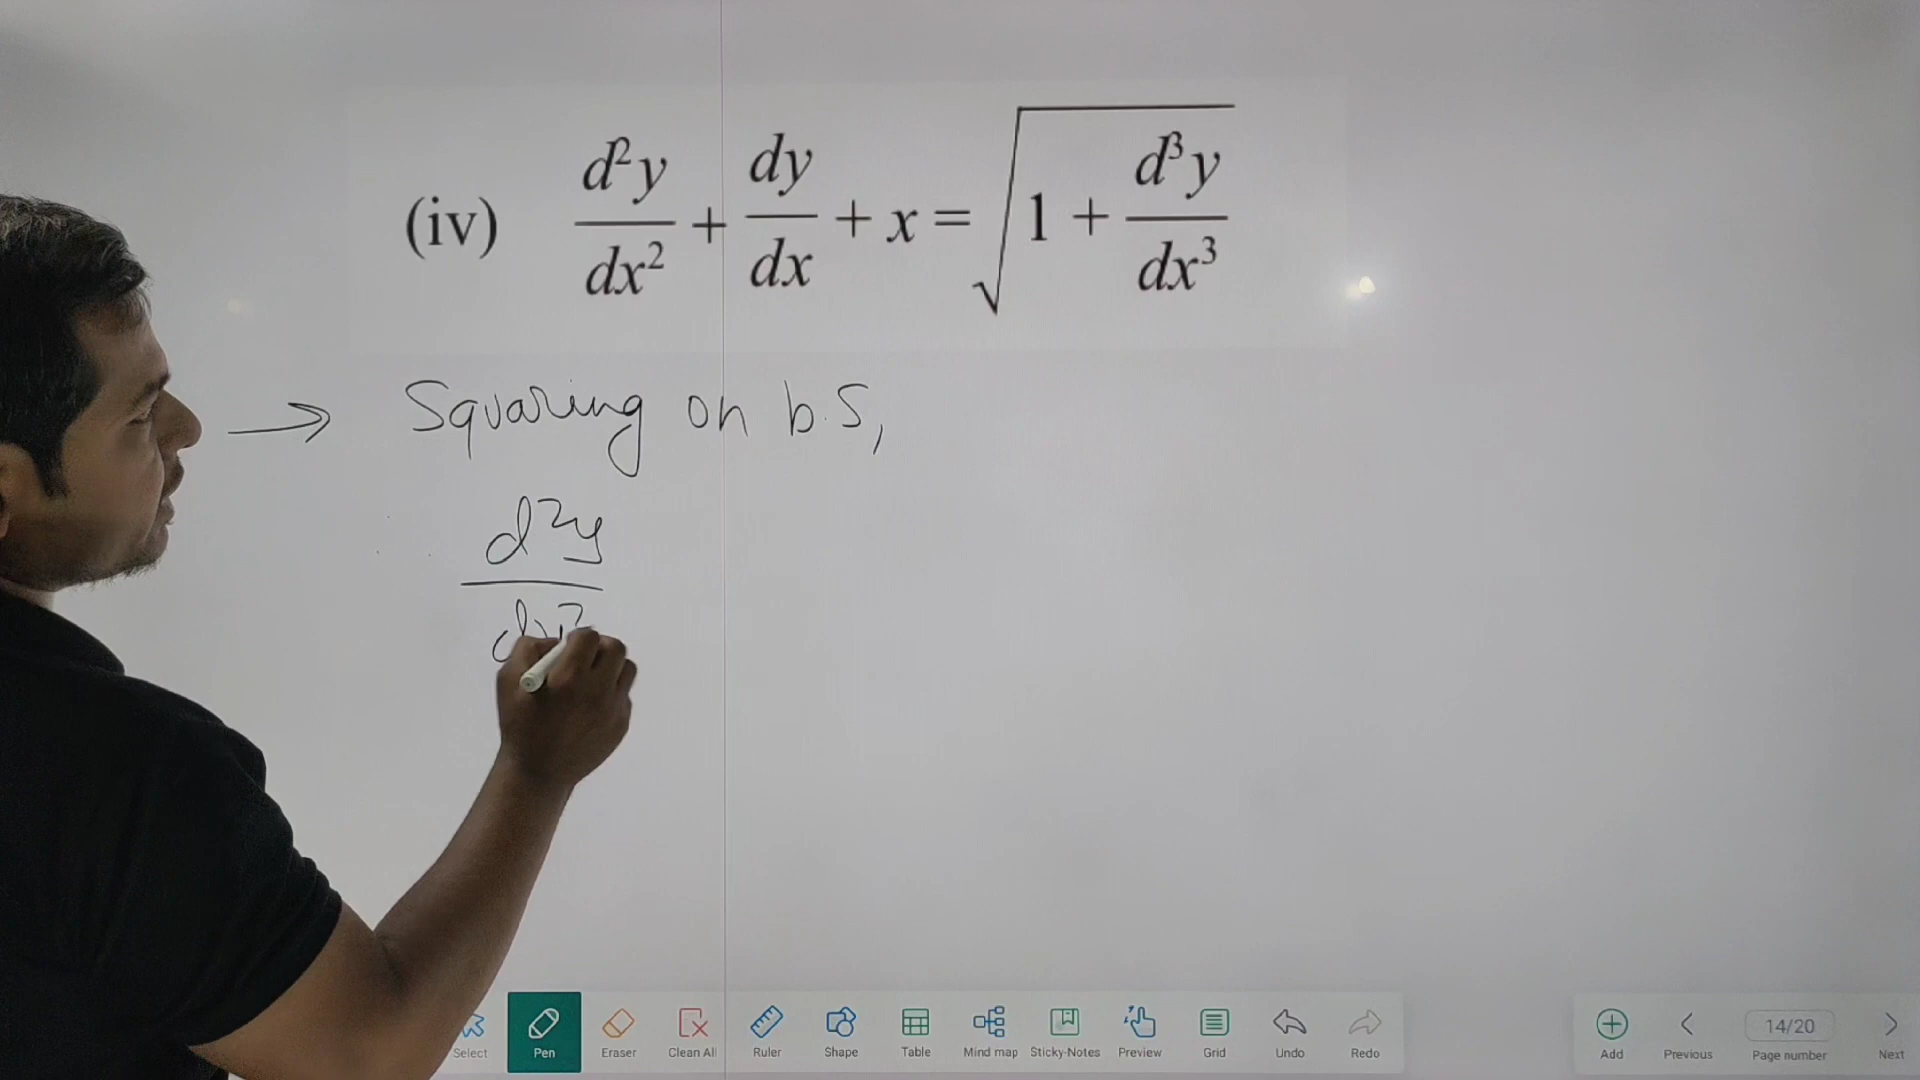 (iv) d²y/dx² + dy/dx + x = √(1 + d³y/dx³)
→ Squaring on b.S,
d²y
dx²
Select Pen Eraser Clean All Ruler Shape Table Mind map Sticky-Notes Preview Grid Undo Redo Add Previous 14/20 Page number Next